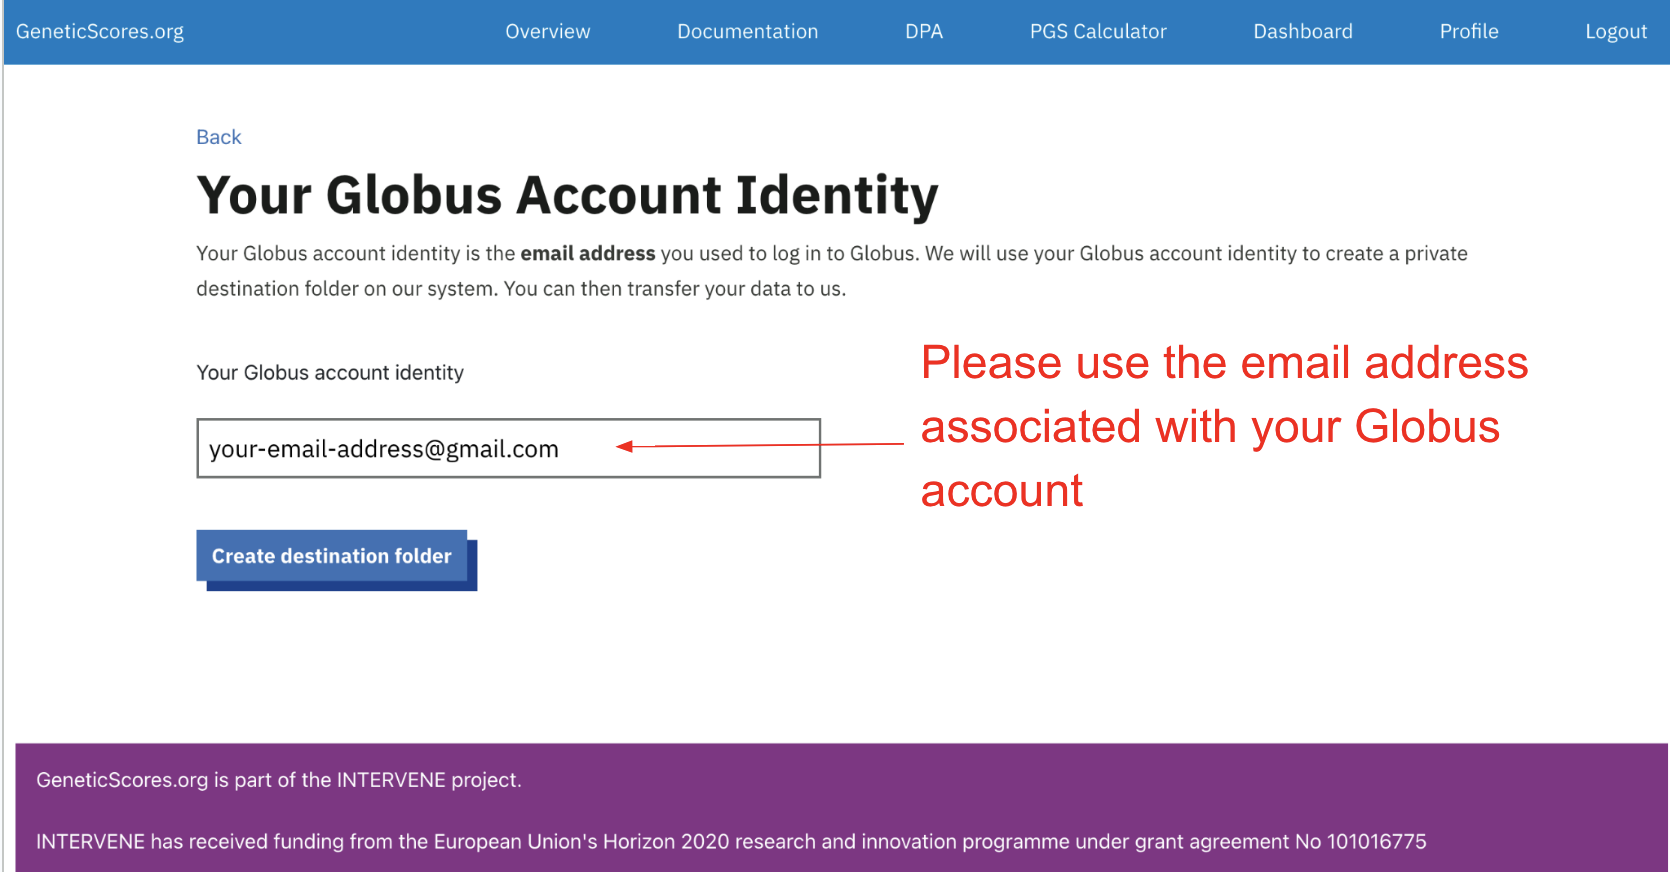 GeneticScores.org Overview Documentation DPA PGS Calculator Dashboard Profile Logout
Back
Your Globus Account Identity
Your Globus account identity is the email address you used to log in to Globus. We will use your Globus account identity to create a private
destination folder on our system. You can then transfer your data to us.
Your Globus account identity
your-email-address@gmail.com
Please use the email address
associated with your Globus
account
Create destination folder
GeneticScores.org is part of the INTERVENE project.
INTERVENE has received funding from the European Union's Horizon 2020 research and innovation programme under grant agreement No 101016775